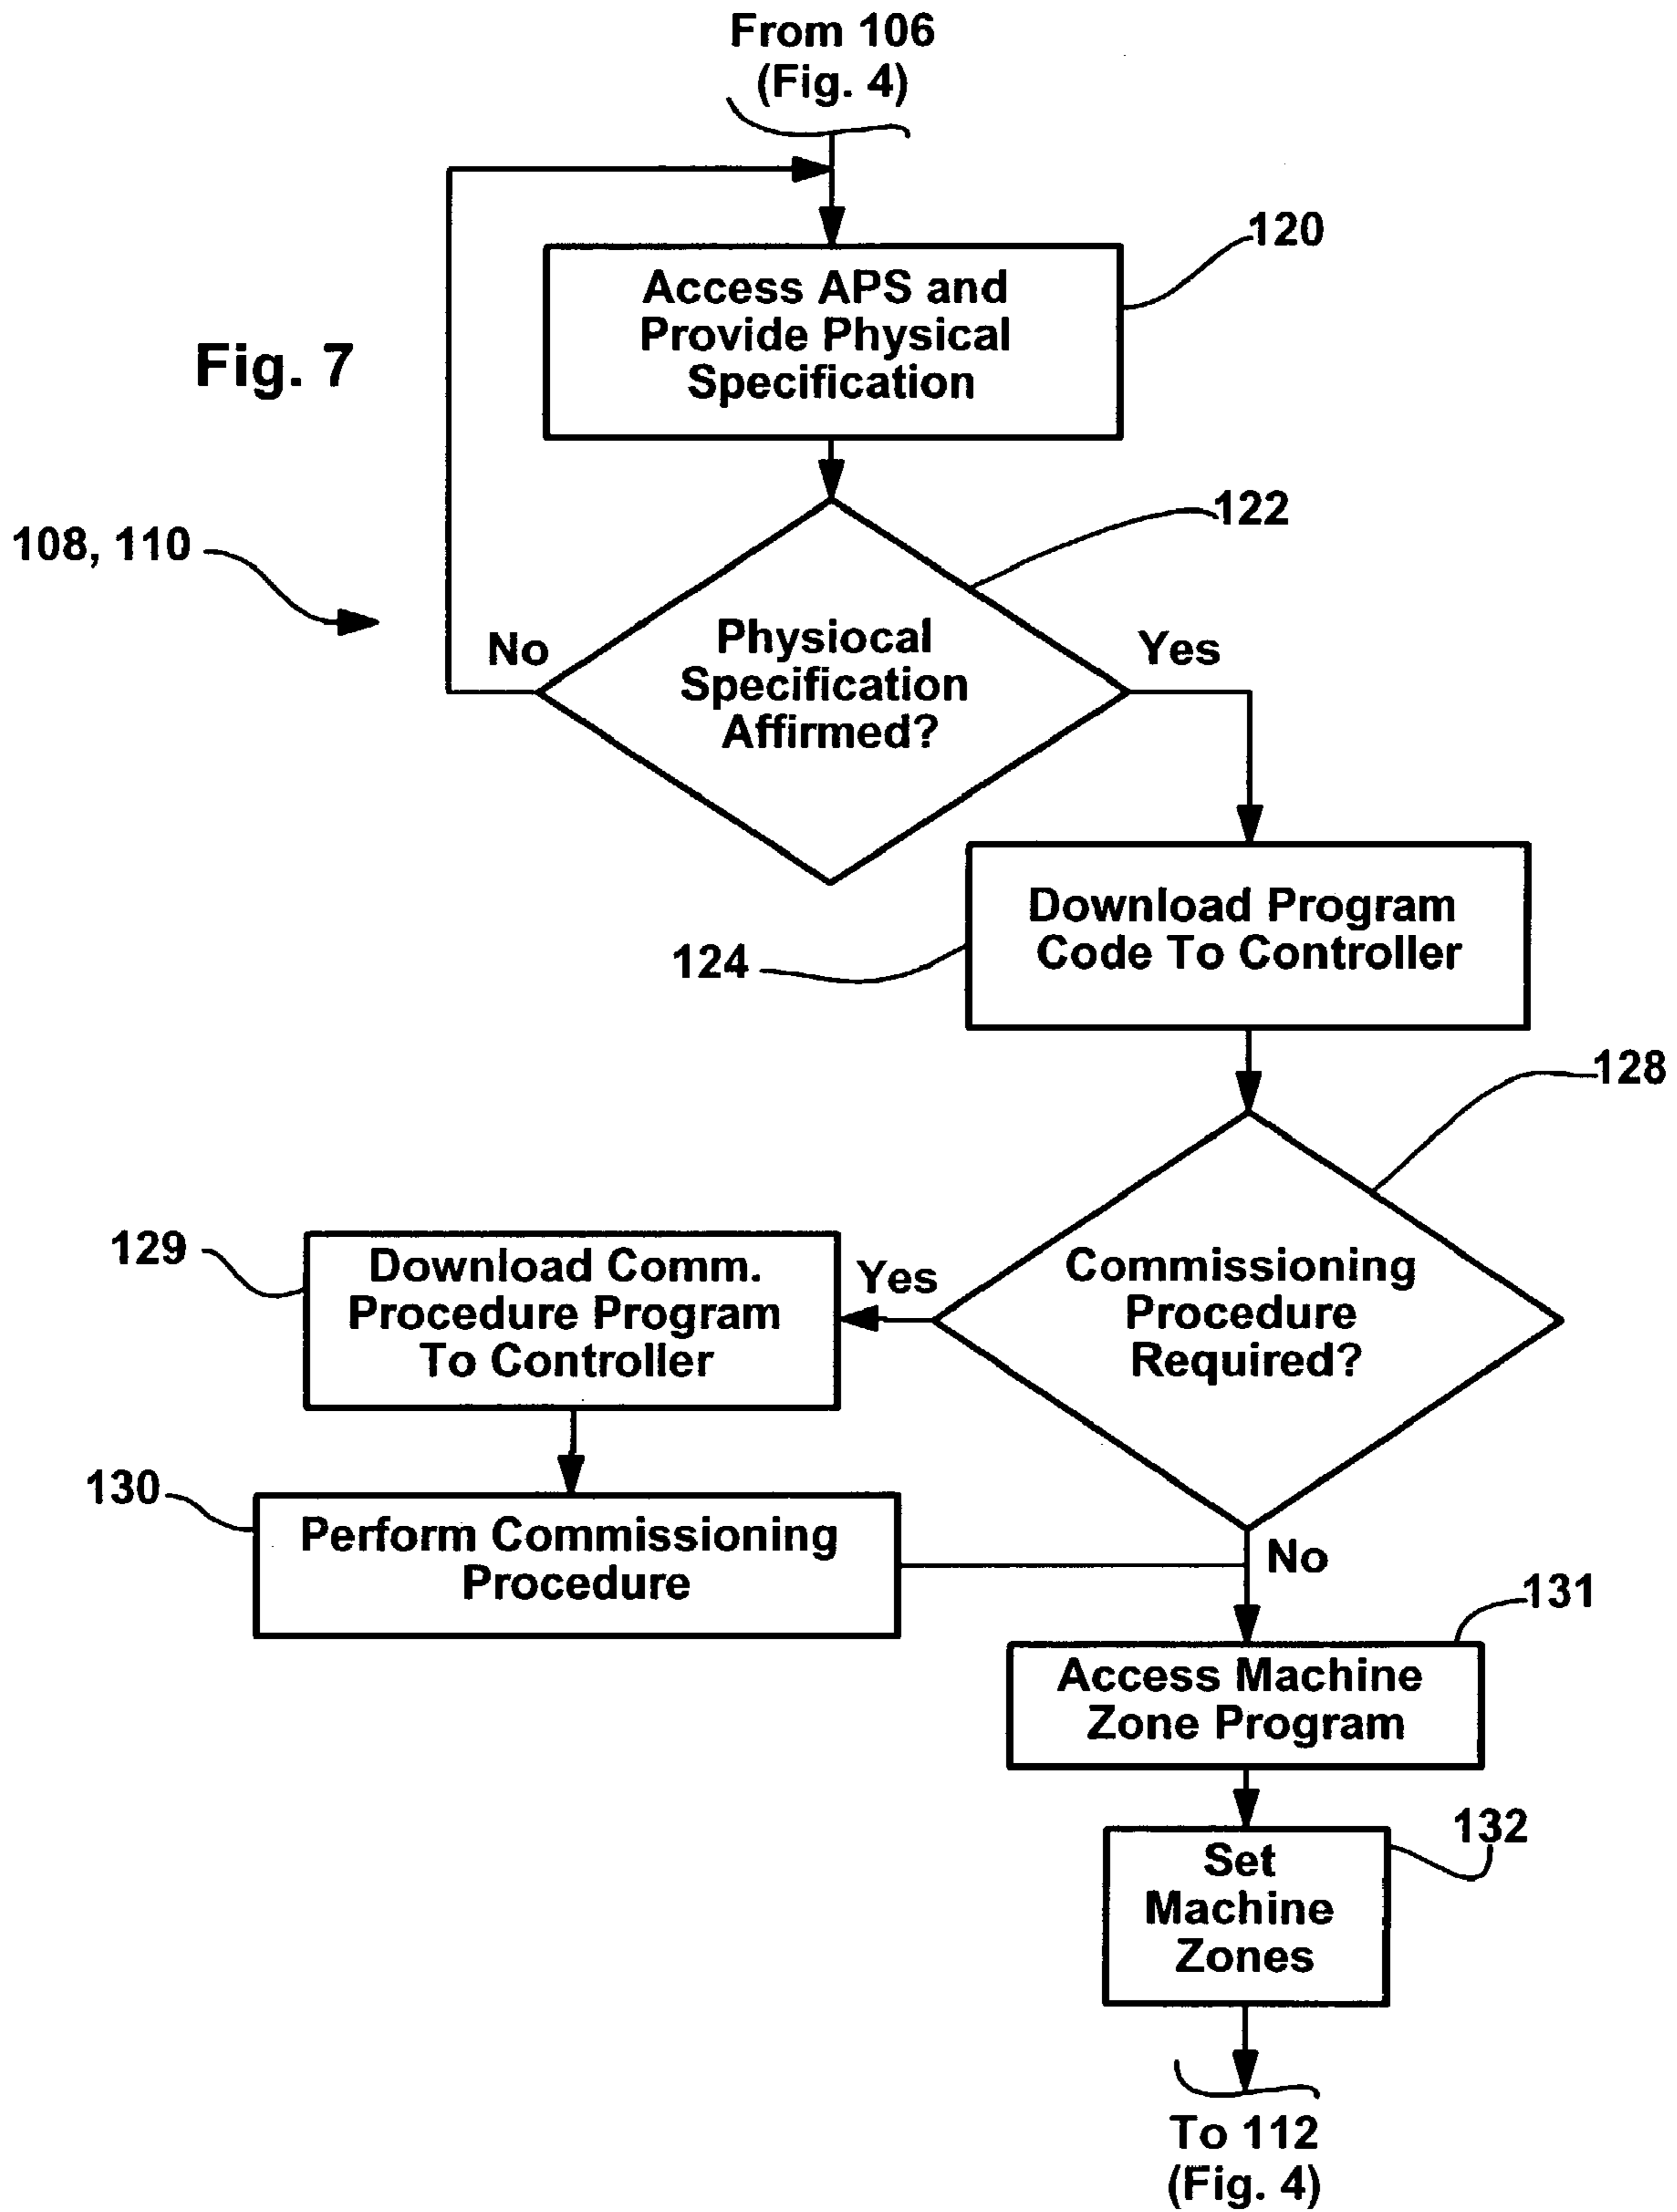 From 106
(Fig. 4)
120
Access APS and
Provide Physical
Specification
Fig. 7
122
108, 110
No
Physiocal
Specification
Affirmed?
Yes
Download Program
Code To Controller
124
128
129
Download Comm.
Procedure Program
To Controller
Yes
Commissioning
Procedure
Required?
130
Perform Commissioning
Procedure
No
131
Access Machine
Zone Program
132
Set
Machine
Zones
To 112
(Fig. 4)